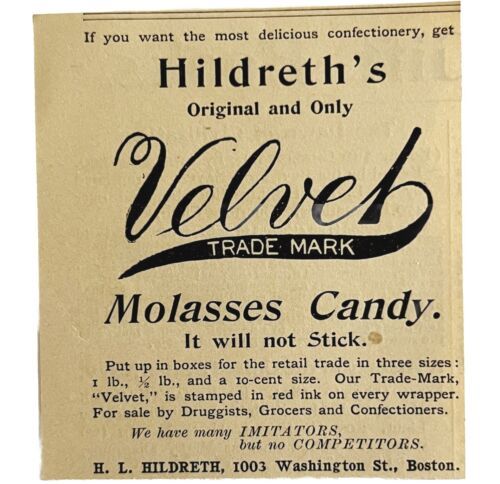 If you want the most delicious confectionery, get
Hildreth's
Original and Only
Velvet
TRADE MARK
Molasses Candy.
It will not Stick.
Put up in boxes for the retail trade in three sizes:
1 lb., ½ lb., and a 10-cent size. Our Trade-Mark,
"Velvet," is stamped in red ink on every wrapper.
For sale by Druggists, Grocers and Confectioners.
We have many IMITATORS,
but no COMPETITORS.
H. L. HILDRETH, 1003 Washington St., Boston.